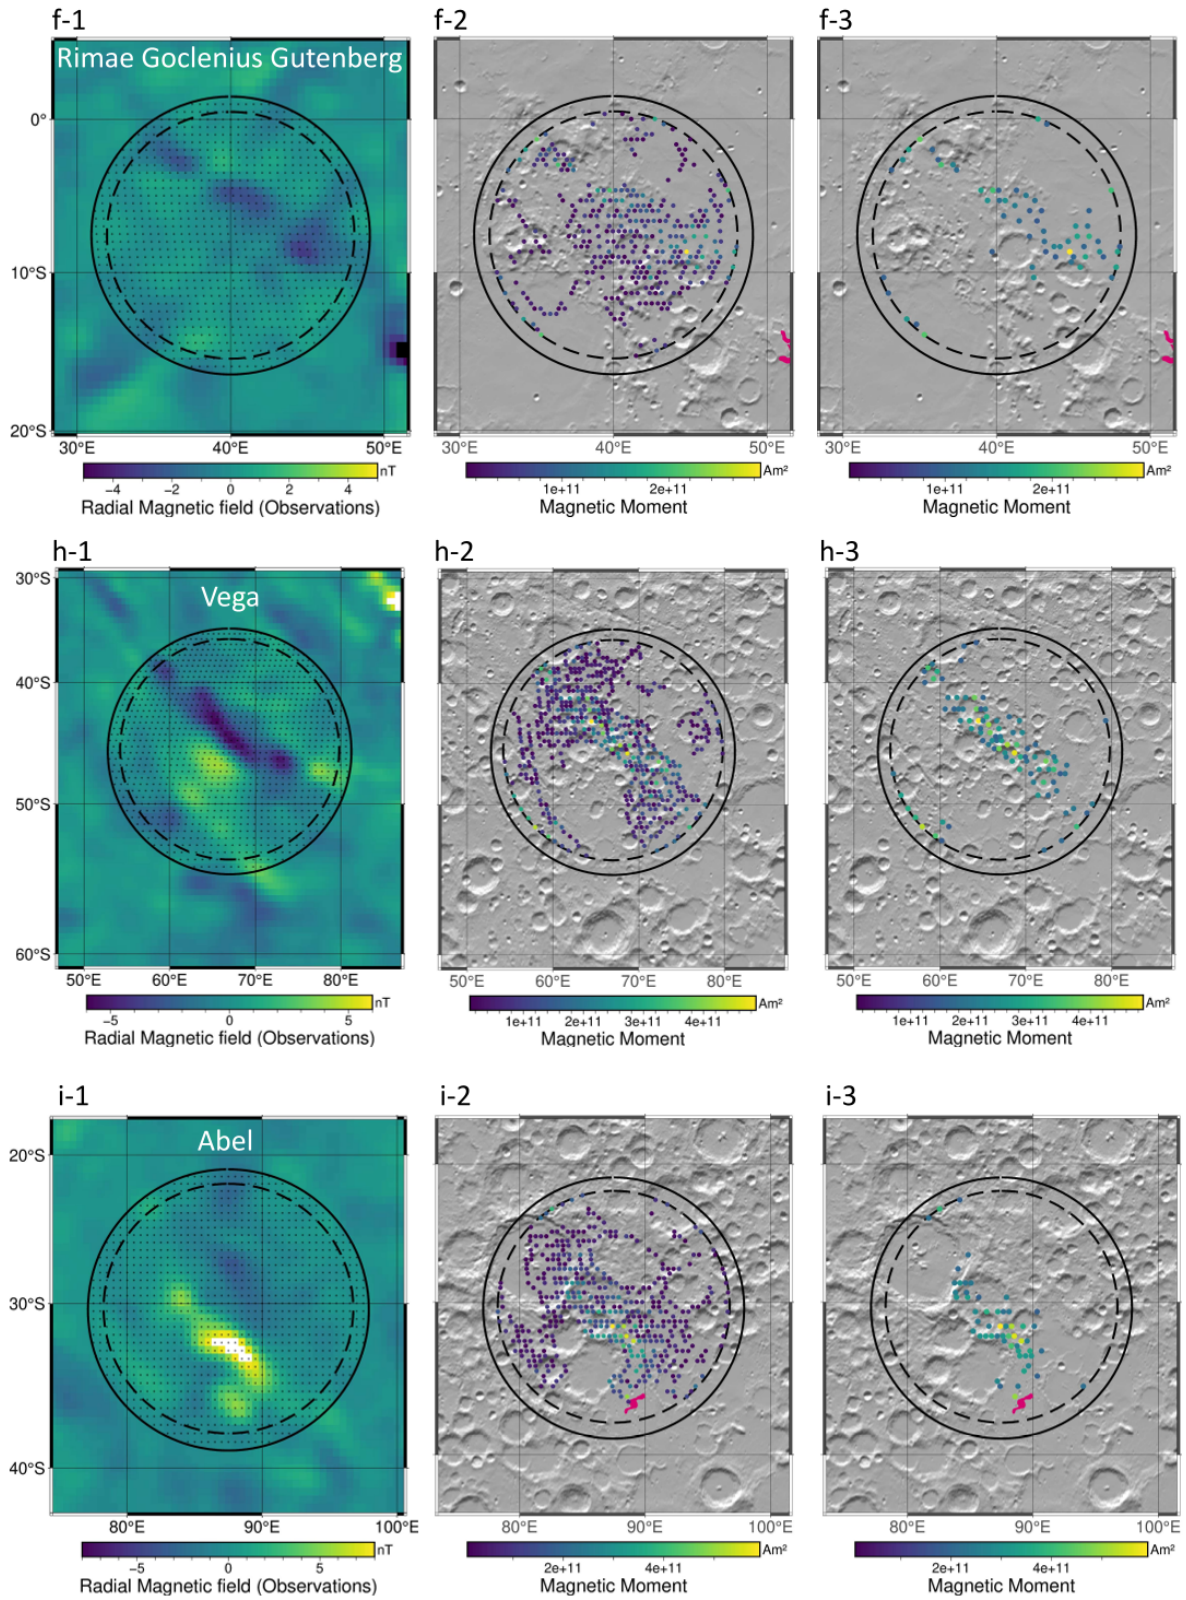 f-1 f-2 f-3
Rimae Goclenius Gutenberg
0°
10°S
20°S
30°E 40°E 50°E 30°E 40°E 50°E 30°E 40°E 50°E
nT Am² Am²
−4 −2 0 2 4 1e+11 2e+11 1e+11 2e+11
Radial Magnetic field (Observations) Magnetic Moment Magnetic Moment
h-1 h-2 h-3
30°S
Vega
40°S
50°S
60°S
50°E 60°E 70°E 80°E 50°E 60°E 70°E 80°E 50°E 60°E 70°E 80°E
nT Am² Am²
−5 0 5 1e+11 2e+11 3e+11 4e+11 1e+11 2e+11 3e+11 4e+11
Radial Magnetic field (Observations) Magnetic Moment Magnetic Moment
i-1 i-2 i-3
Abel
20°S
30°S
40°S
80°E 90°E 100°E 80°E 90°E 100°E 80°E 90°E 100°E
nT Am² Am²
−5 0 5 2e+11 4e+11 2e+11 4e+11
Radial Magnetic field (Observations) Magnetic Moment Magnetic Moment